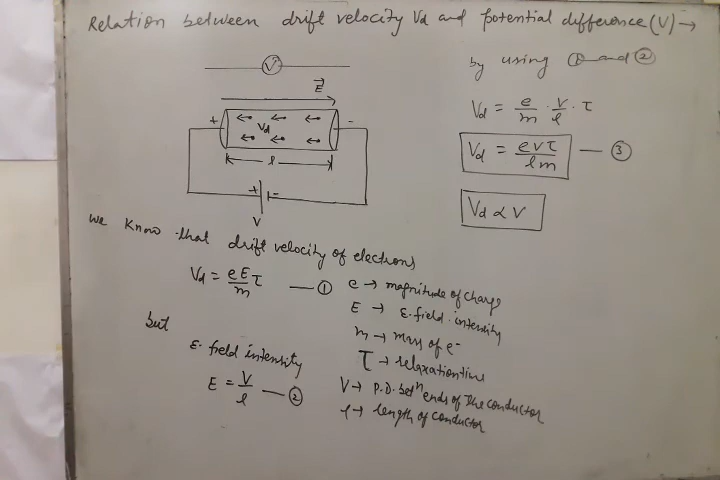 Relation between drift velocity Vd and potential difference (V) →
V
E→
+ Vd -
l
+ -
V
by using ① and ②
Vd = e/m · V/l · τ
Vd = eVτ/lm — ③
Vd ∝ V
we know that drift velocity of electrons
Vd = eE/m τ — ①
e → magnitude of charge
E → E. field intensity
m → mass of e-
τ → relaxation time
V → P.D. betn ends of the conductor
l → length of conductor
but
E. field intensity
E = V/l — ②